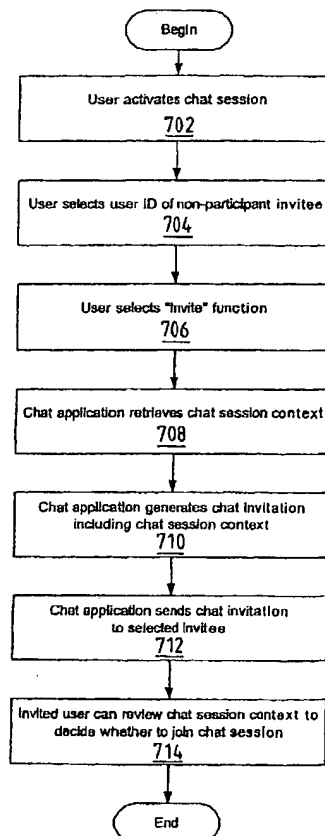 Begin
User activates chat session
702
User selects user ID of non-participant invitee
704
User selects "Invite" function
706
Chat application retrieves chat session context
708
Chat application generates chat invitation
including chat session context
710
Chat application sends chat invitation
to selected invitee
712
Invited user can review chat session context to
decide whether to join chat session
714
End